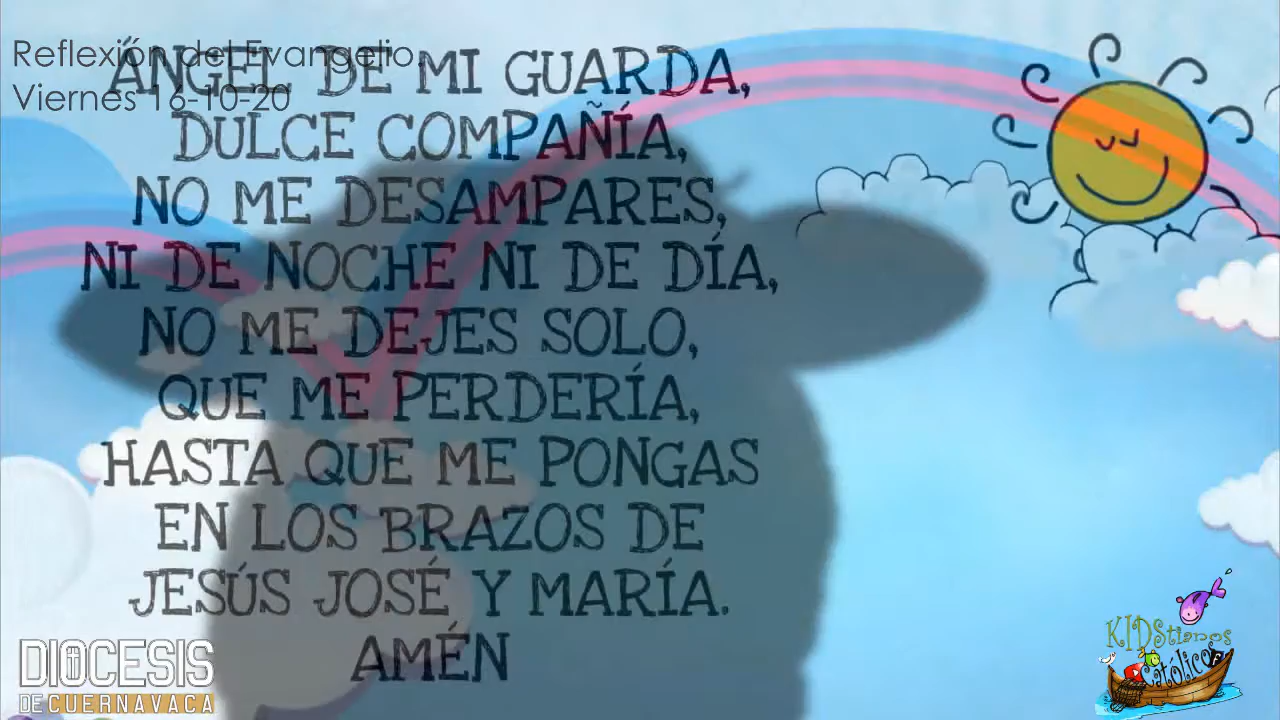 Reflexión del Evangelio.
Viernes 16-10-20
ÁNGEL DE MI GUARDA,
DULCE COMPAÑÍA,
NO ME DESAMPARES,
NI DE NOCHE NI DE DÍA,
NO ME DEJES SOLO,
QUE ME PERDERÍA,
HASTA QUE ME PONGAS
EN LOS BRAZOS DE
JESÚS JOSÉ Y MARÍA.
AMÉN
DIOCESIS
DE CUERNAVACA
KIDStianos
Católicos